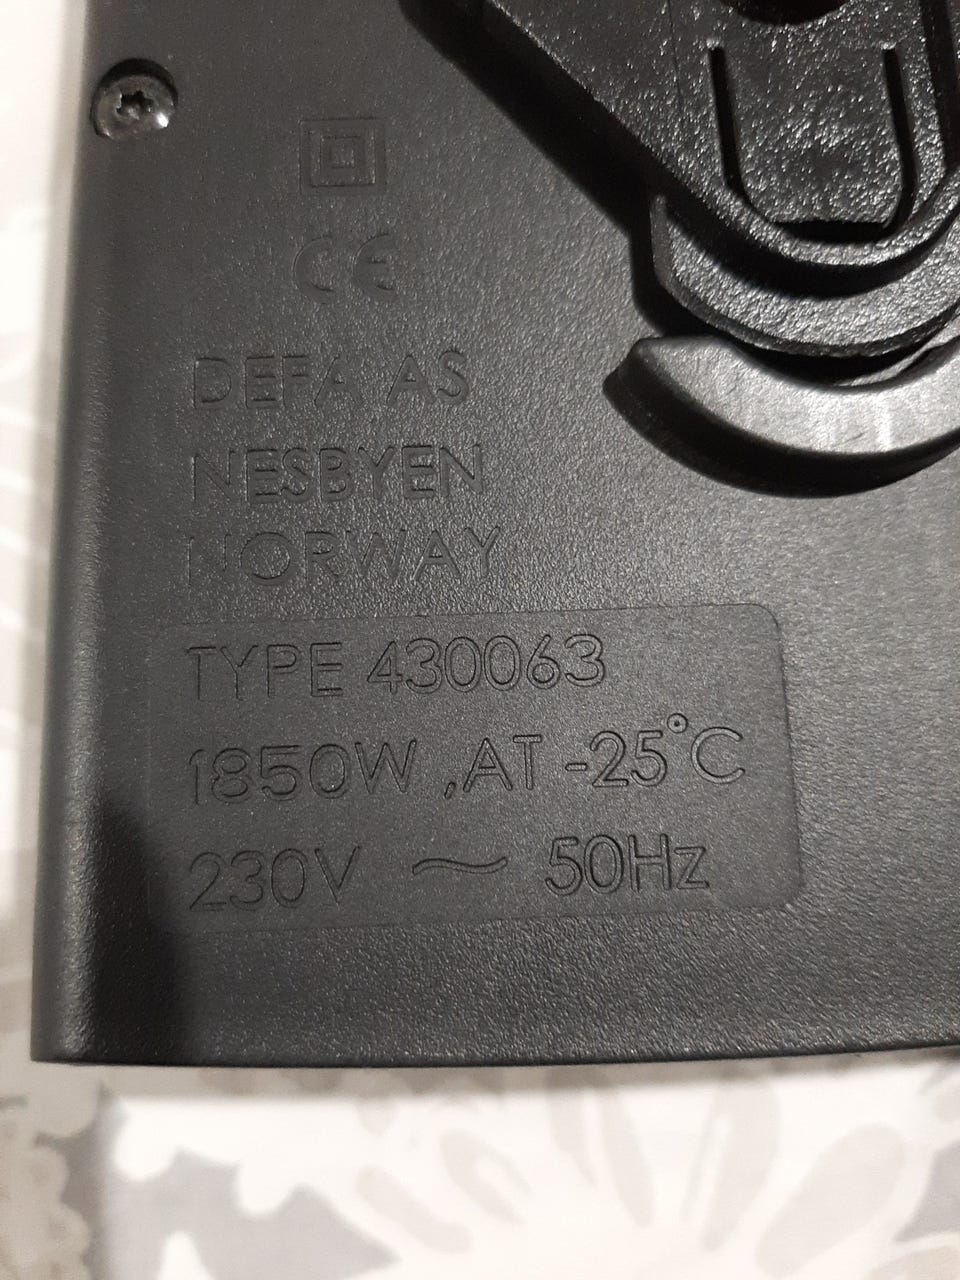 CE
DEFA AS
NESBYEN
NORWAY
TYPE 430063
1850W ,AT -25°C
230V ~ 50Hz